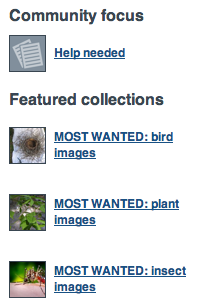 Community focus
Help needed
Featured collections
MOST WANTED: bird
images
MOST WANTED: plant
images
MOST WANTED: insect
images